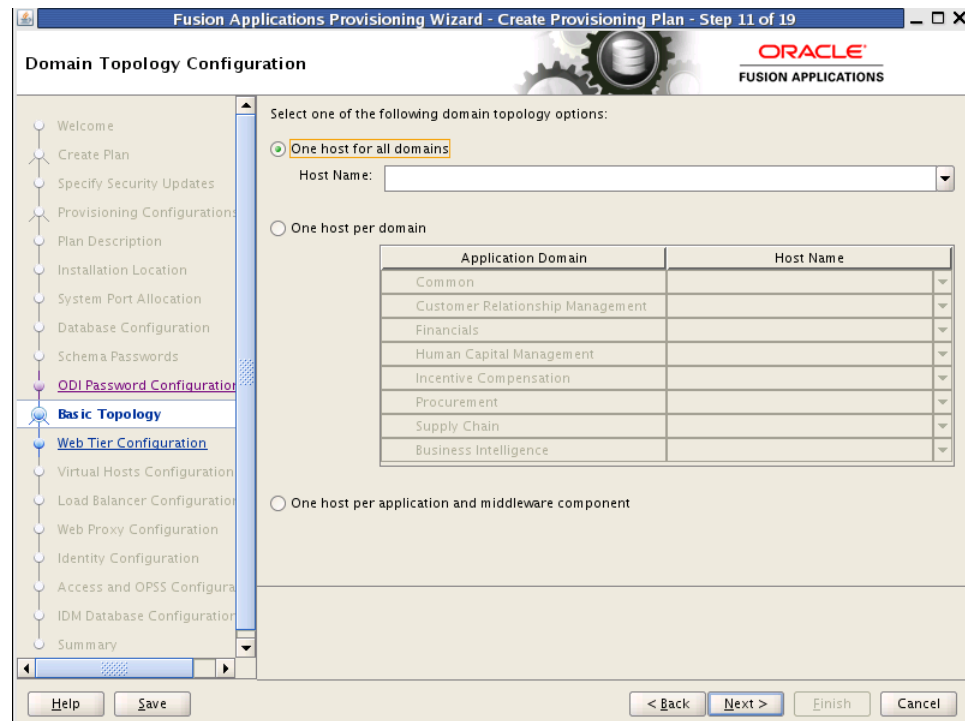 Fusion Applications Provisioning Wizard - Create Provisioning Plan - Step 11 of 19
Domain Topology Configuration
ORACLE
FUSION APPLICATIONS
Welcome
Create Plan
Specify Security Updates
Provisioning Configurations
Plan Description
Installation Location
System Port Allocation
Database Configuration
Schema Passwords
ODI Password Configuration
Basic Topology
Web Tier Configuration
Virtual Hosts Configuration
Load Balancer Configuration
Web Proxy Configuration
Identity Configuration
Access and OPSS Configura
IDM Database Configuration
Summary
Select one of the following domain topology options:
One host for all domains
Host Name:
One host per domain
Application Domain Host Name
Common
Customer Relationship Management
Financials
Human Capital Management
Incentive Compensation
Procurement
Supply Chain
Business Intelligence
One host per application and middleware component
Help Save < Back Next > Finish Cancel